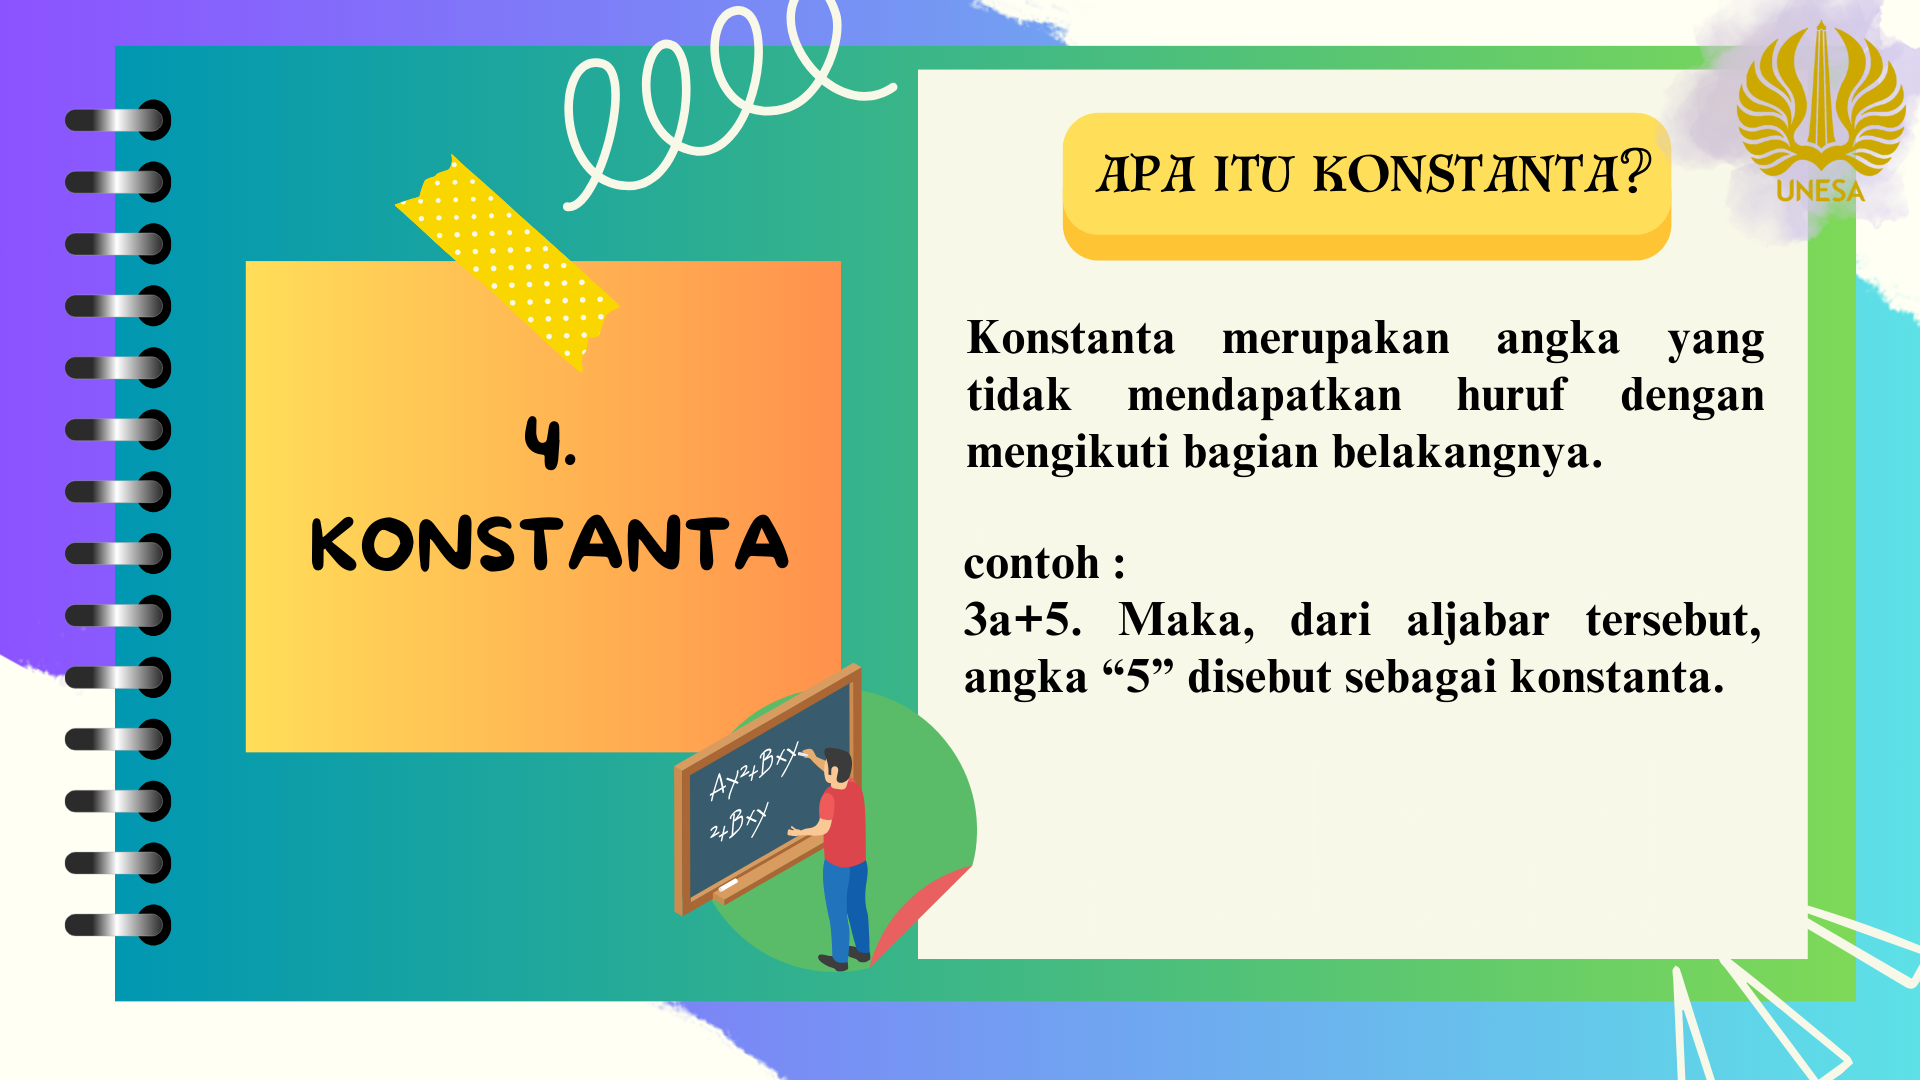 4.
KONSTANTA
APA ITU KONSTANTA?
UNESA
Konstanta merupakan angka yang
tidak mendapatkan huruf dengan
mengikuti bagian belakangnya.
contoh :
3a+5. Maka, dari aljabar tersebut,
angka “5” disebut sebagai konstanta.
Ay²+Bxy
²+Bxy